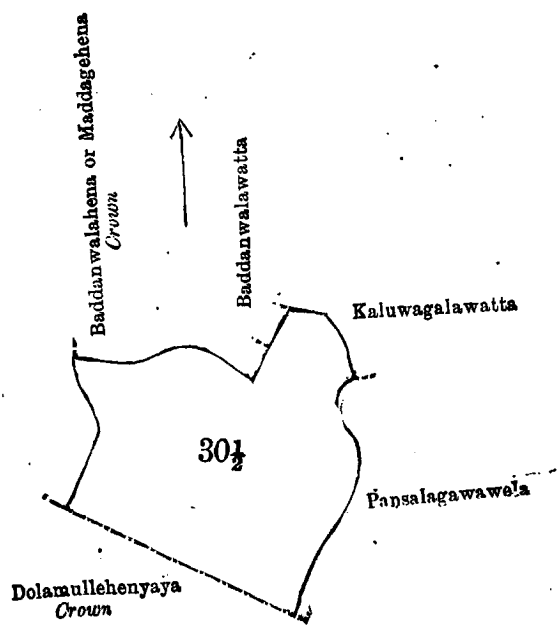 Baddanwalahena or Maddagehena
Crown
Baddanwalawatta
Kaluwagalawatta
30½
Pansalagawawela
Dolamullehenyaya
Crown